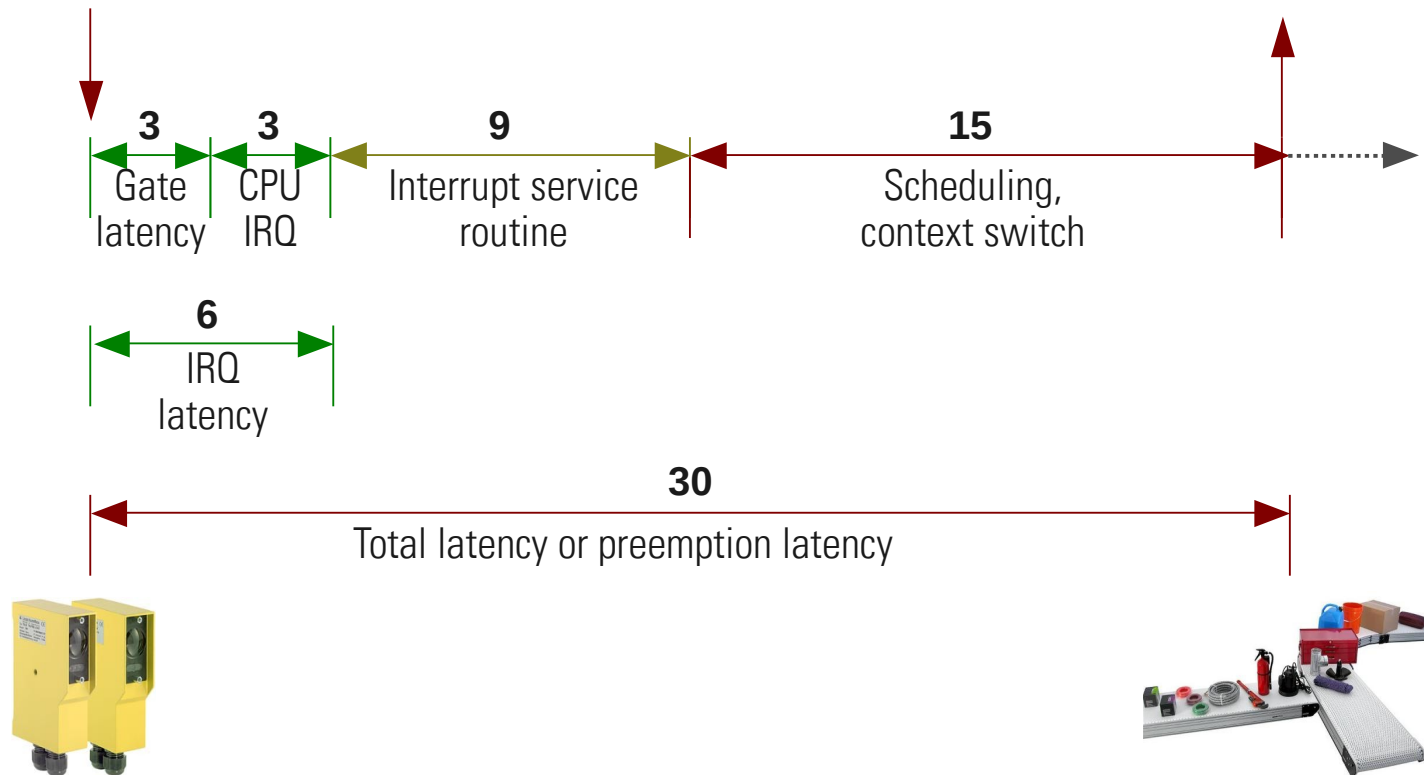 3 3 9 15
Gate CPU Interrupt service Scheduling,
latency IRQ routine context switch
6
IRQ
latency
30
Total latency or preemption latency